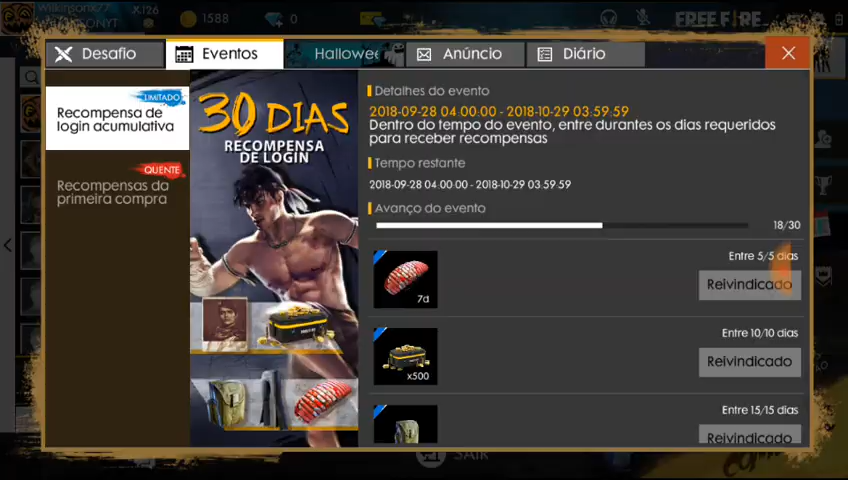 1588
0
FREE FIRE
Desafio
Eventos
Hallowee
Anúncio
Diário
LIMITADO
Recompensa de
login acumulativa
QUENTE
Recompensas da
primeira compra
30 DIAS
RECOMPENSA
DE LOGIN
Detalhes do evento
2018-09-28 04:00:00 - 2018-10-29 03:59:59
Dentro do tempo do evento, entre durantes os dias requeridos
para receber recompensas
Tempo restante
2018-09-28 04:00:00 - 2018-10-29 03:59:59
Avanço do evento
18/30
Entre 5/5 dias
7d
Reivindicado
Entre 10/10 dias
x500
Reivindicado
Entre 15/15 dias
Reivindicado
SAIR